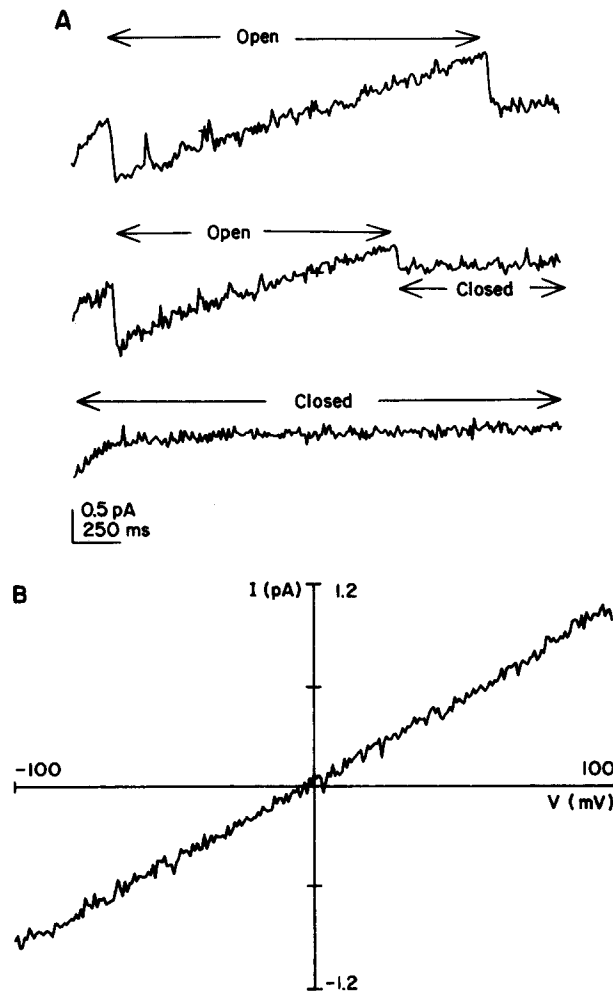 A
Open
Open
Closed
Closed
0.5 pA
250 ms
B
I (pA) 1.2
-100
100
V (mV)
-1.2